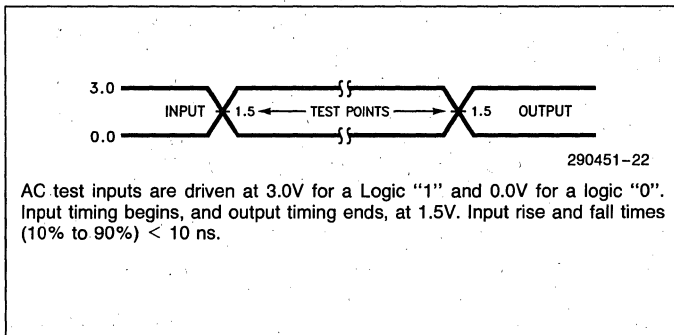 3.0
INPUT 1.5 TEST POINTS 1.5 OUTPUT
0.0
290451-22
AC test inputs are driven at 3.0V for a Logic "1" and 0.0V for a logic "0".
Input timing begins, and output timing ends, at 1.5V. Input rise and fall times
(10% to 90%) < 10 ns.